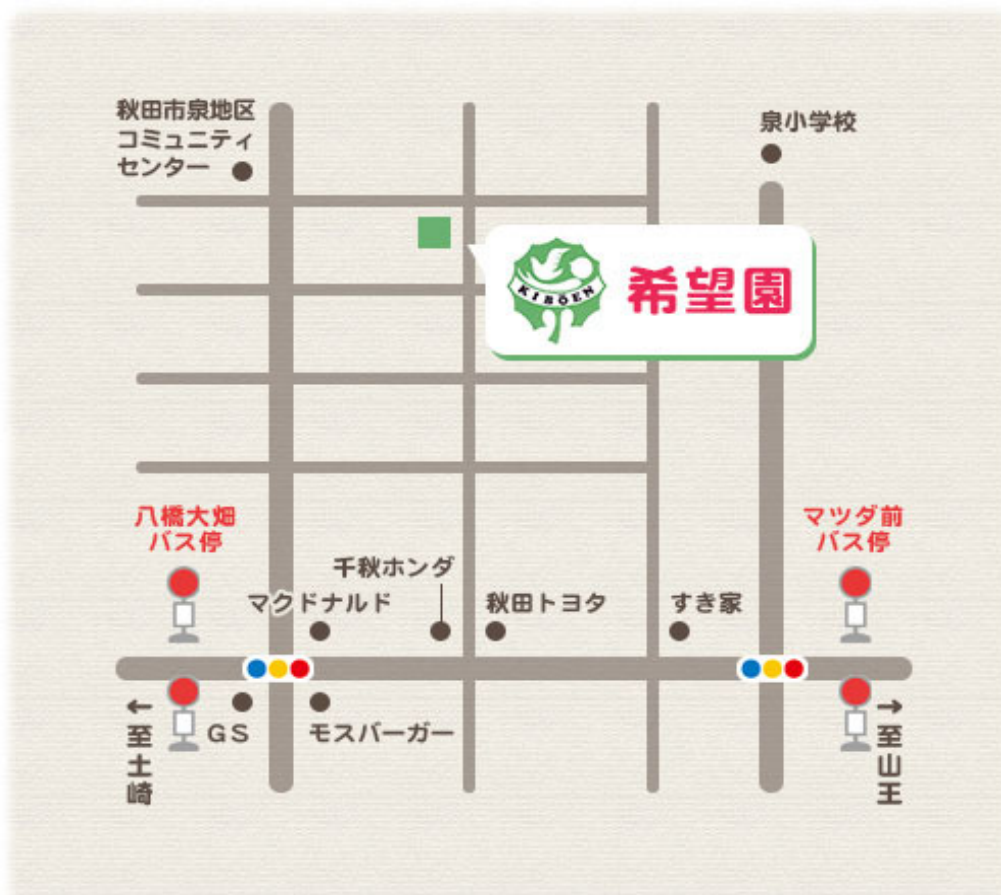 秋田市泉地区
コミュニティ
センター
泉小学校
KIBŌEN
希望園
八橋大畑
バス停
マツダ前
バス停
千秋ホンダ
マクドナルド
秋田トヨタ
すき家
←至土崎
GS
モスバーガー
→至山王